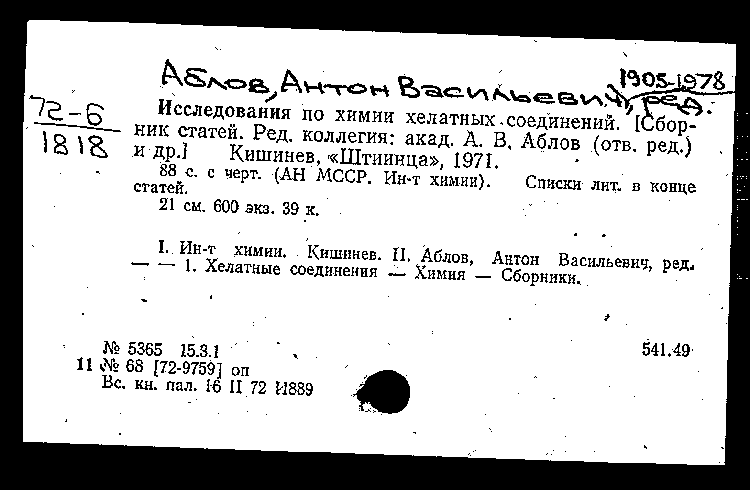 1905-1978
Аблов, Антон Васильевич, ред.
72-6
1818
Исследования по химии хелатных соединений. [Сбор-
ник статей. Ред. коллегия: акад. А. В. Аблов (отв. ред.)
и др.] Кишинев, «Штиинца», 1971.
88 с. с черт. (АН МССР. Ин-т химии). Списки лит. в конце
статей.
21 см. 600 экз. 39 к.
I. Ин-т химии. Кишинев. II. Аблов, Антон Васильевич, ред.
— — 1. Хелатные соединения — Химия — Сборники.
№ 5365 15.3.1
541.49
11 № 68 [72-9759] оп
Вс. кн. пал. 16 II 72 И889